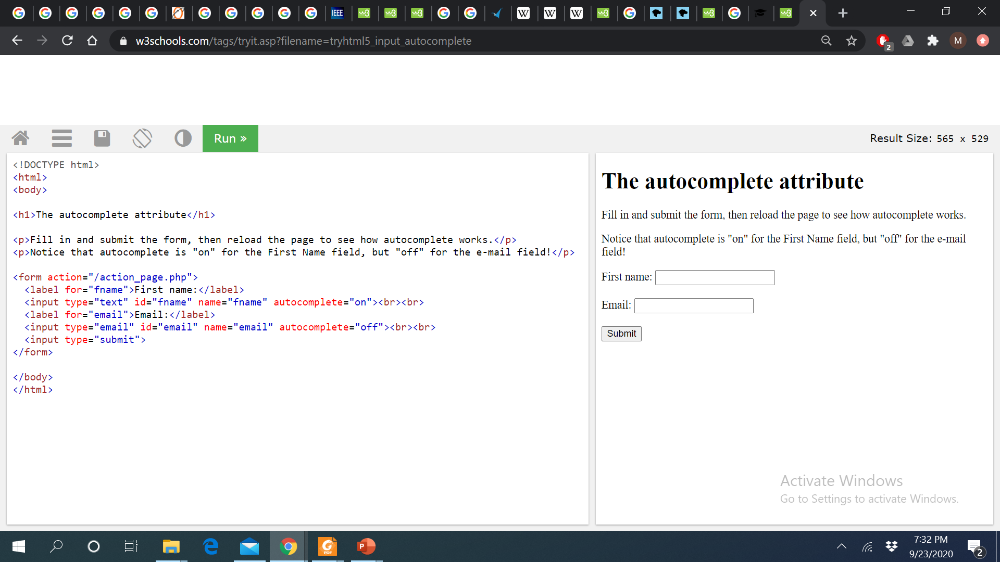 IEEE
w3schools.com/tags/tryit.asp?filename=tryhtml5_input_autocomplete
2
M
Run »
Result Size: 565 x 529
<!DOCTYPE html>
<html>
<body>
<h1>The autocomplete attribute</h1>
<p>Fill in and submit the form, then reload the page to see how autocomplete works.</p>
<p>Notice that autocomplete is "on" for the First Name field, but "off" for the e-mail field!</p>
<form action="/action_page.php">
<label for="fname">First name:</label>
<input type="text" id="fname" name="fname" autocomplete="on"><br><br>
<label for="email">Email:</label>
<input type="email" id="email" name="email" autocomplete="off"><br><br>
<input type="submit">
</form>
</body>
</html>
The autocomplete attribute
Fill in and submit the form, then reload the page to see how autocomplete works.
Notice that autocomplete is "on" for the First Name field, but "off" for the e-mail
field!
First name:
Email:
Submit
Activate Windows
Go to Settings to activate Windows.
PDF
P
7:32 PM
9/23/2020
2